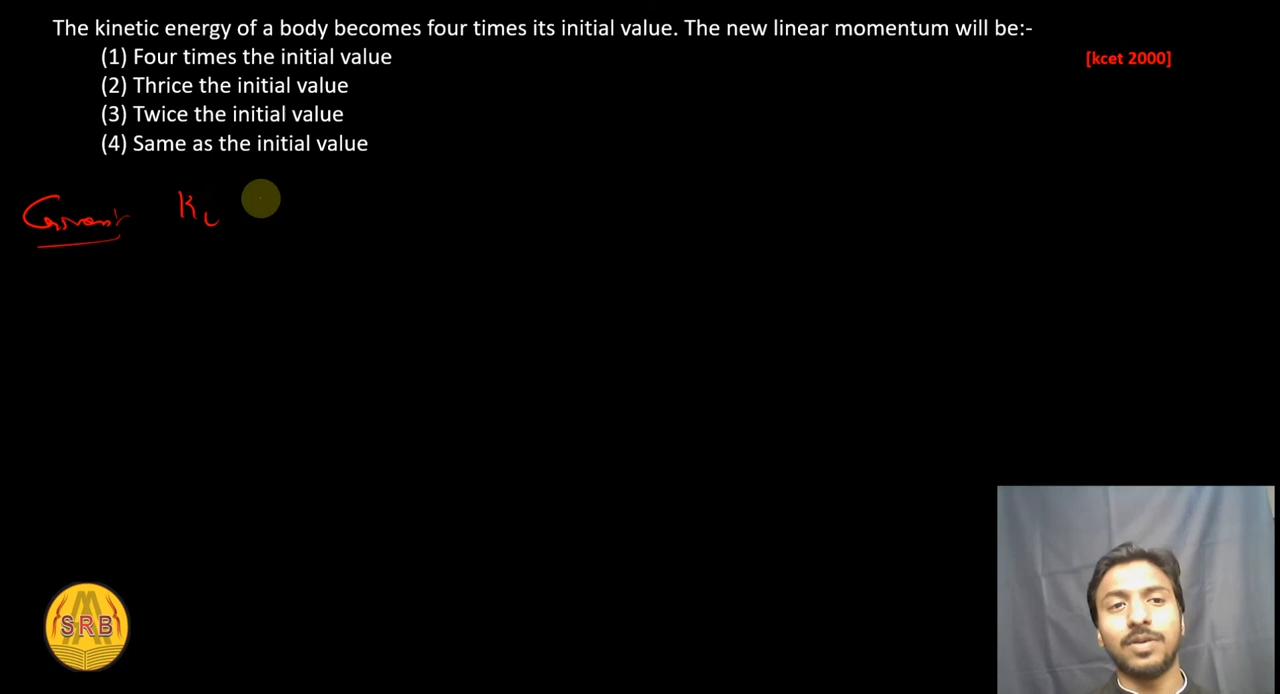 The kinetic energy of a body becomes four times its initial value. The new linear momentum will be:-
(1) Four times the initial value
[kcet 2000]
(2) Thrice the initial value
(3) Twice the initial value
(4) Same as the initial value
Given: Ki
SRB